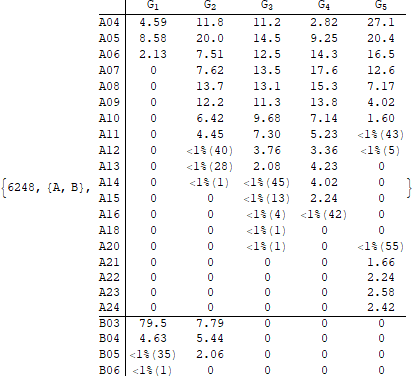 G1 G2 G3 G4 G5
A04 4.59 11.8 11.2 2.82 27.1
A05 8.58 20.0 14.5 9.25 20.4
A06 2.13 7.51 12.5 14.3 16.5
A07 0 7.62 13.5 17.6 12.6
A08 0 13.7 13.1 15.3 7.17
A09 0 12.2 11.3 13.8 4.02
A10 0 6.42 9.68 7.14 1.60
A11 0 4.45 7.30 5.23 <1%(43)
A12 0 <1%(40) 3.76 3.36 <1%(5)
A13 0 <1%(28) 2.08 4.23 0
{6248, {A, B}, A14 0 <1%(1) <1%(45) 4.02 0 }
A15 0 0 <1%(13) 2.24 0
A16 0 0 <1%(4) <1%(42) 0
A18 0 0 <1%(1) 0 0
A20 0 0 <1%(1) 0 <1%(55)
A21 0 0 0 0 1.66
A22 0 0 0 0 2.24
A23 0 0 0 0 2.58
A24 0 0 0 0 2.42
B03 79.5 7.79 0 0 0
B04 4.63 5.44 0 0 0
B05 <1%(35) 2.06 0 0 0
B06 <1%(1) 0 0 0 0